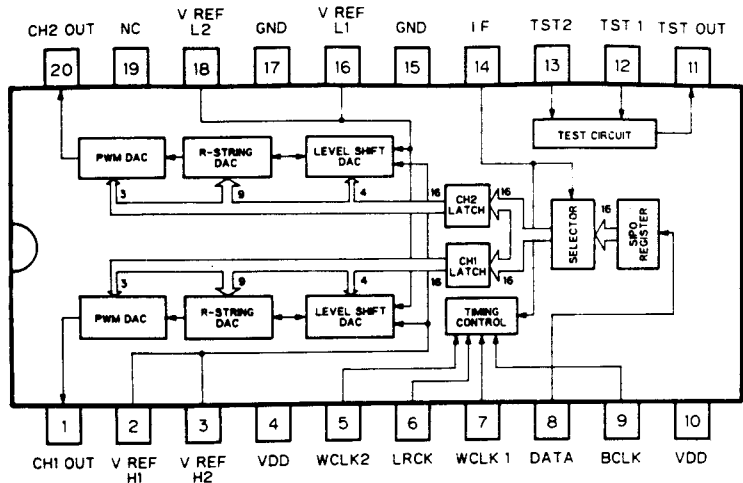 CH2 OUT
NC
V REF L2
GND
V REF L1
GND
IF
TST2
TST 1
TST OUT
20
19
18
17
16
15
14
13
12
11
TEST CIRCUIT
PWM DAC
R-STRING DAC
LEVEL SHIFT DAC
3
9
4
16
CH2 LATCH
16
SELECTOR
16
SIPO REGISTER
3
9
4
16
CH1 LATCH
16
PWM DAC
R-STRING DAC
LEVEL SHIFT DAC
TIMING CONTROL
1
2
3
4
5
6
7
8
9
10
CH1 OUT
V REF H1
V REF H2
VDD
WCLK2
LRCK
WCLK 1
DATA
BCLK
VDD